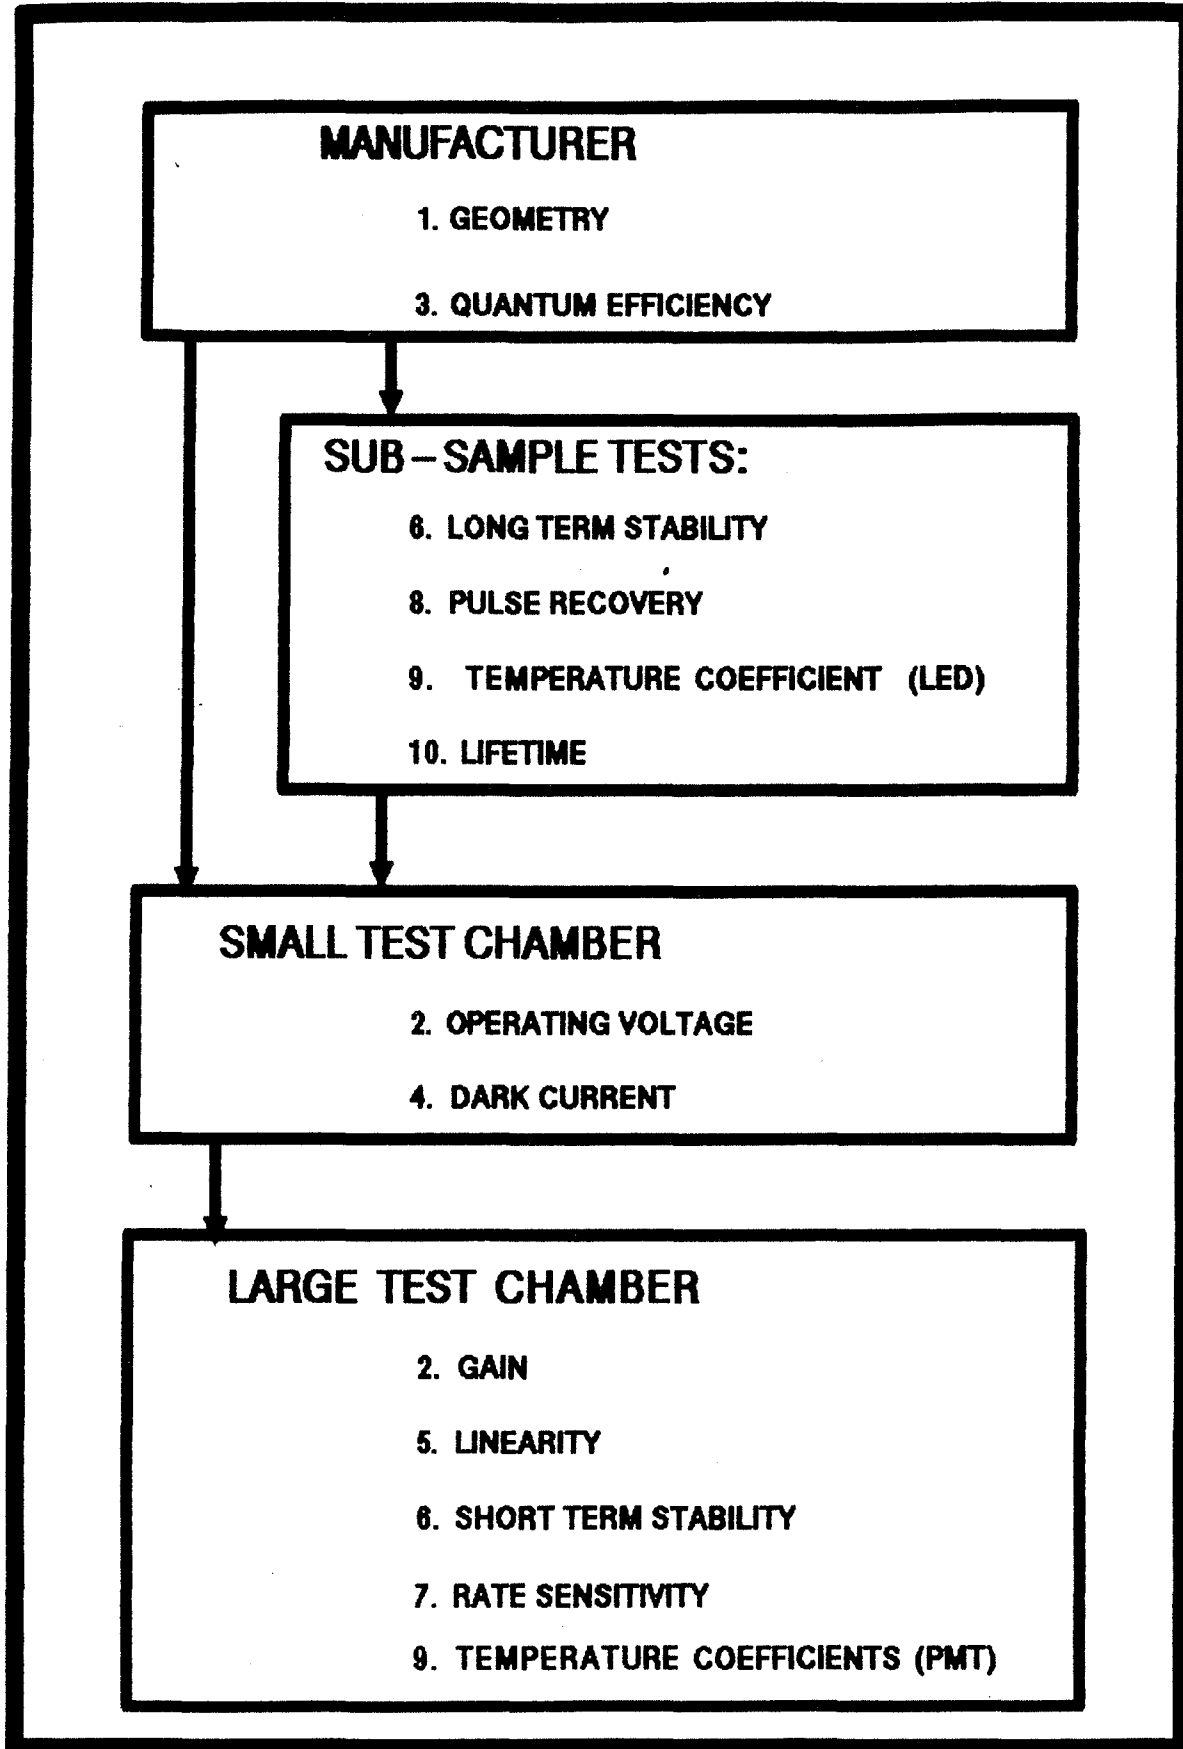 MANUFACTURER
1. GEOMETRY
3. QUANTUM EFFICIENCY
SUB-SAMPLE TESTS:
6. LONG TERM STABILITY
8. PULSE RECOVERY
9. TEMPERATURE COEFFICIENT (LED)
10. LIFETIME
SMALL TEST CHAMBER
2. OPERATING VOLTAGE
4. DARK CURRENT
LARGE TEST CHAMBER
2. GAIN
5. LINEARITY
6. SHORT TERM STABILITY
7. RATE SENSITIVITY
9. TEMPERATURE COEFFICIENTS (PMT)